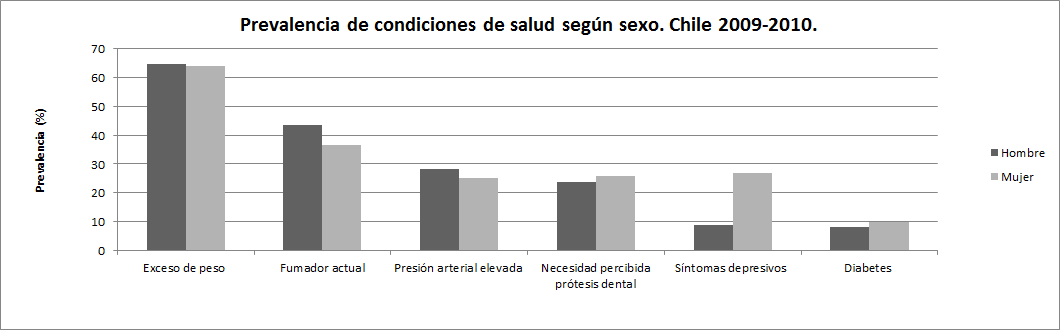 Prevalencia de condiciones de salud según sexo. Chile 2009-2010.
Prevalencia (%)
70
60
50
40
30
20
10
0
Exceso de peso
Fumador actual
Presión arterial elevada
Necesidad percibida
prótesis dental
Síntomas depresivos
Diabetes
Hombre
Mujer